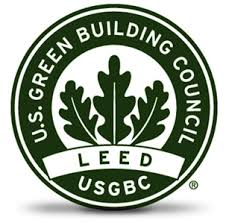 U.S. GREEN BUILDING COUNCIL
LEED
USGBC
®